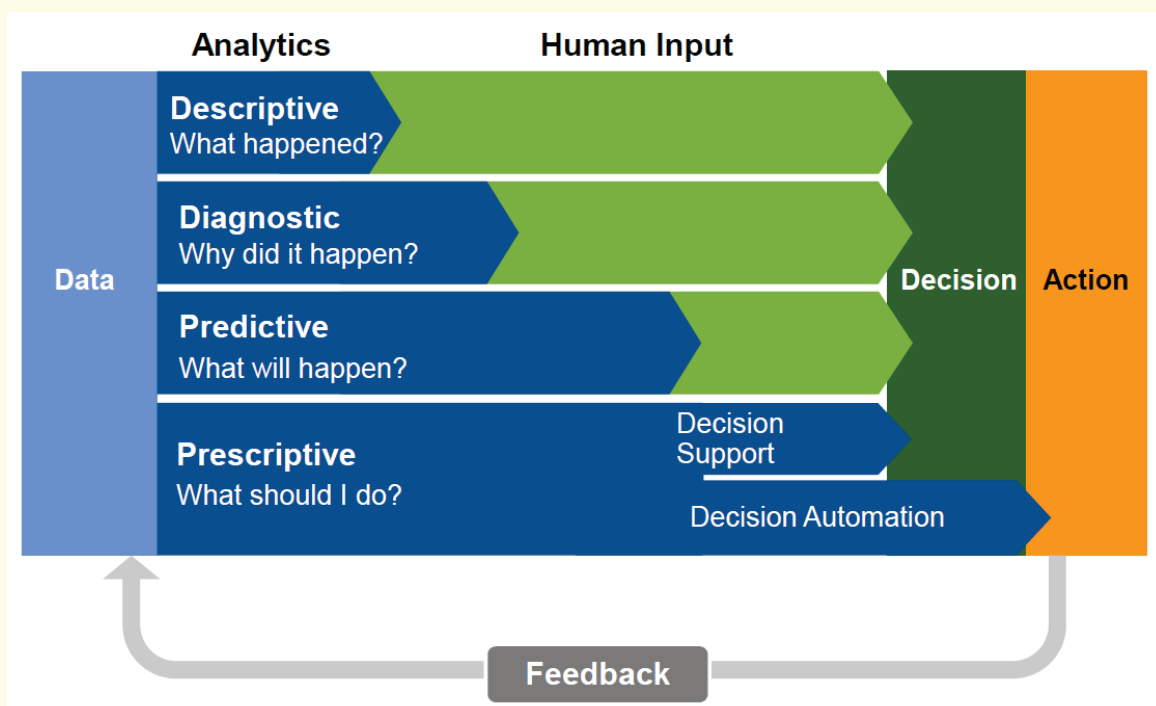 Analytics
Human Input
Descriptive
What happened?
Diagnostic
Why did it happen?
Data
Decision
Action
Predictive
What will happen?
Decision
Support
Prescriptive
What should I do?
Decision Automation
Feedback